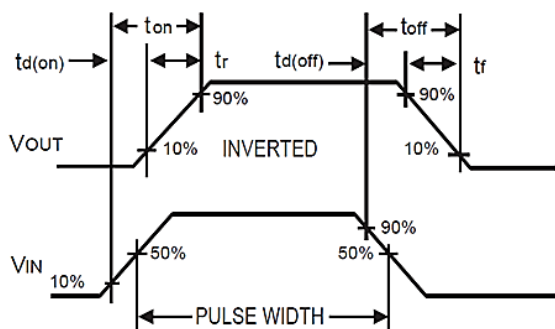 ton
toff
td(on)
tr
td(off)
tf
90%
90%
VOUT
10%
INVERTED
10%
90%
VIN
50%
50%
10%
PULSE WIDTH